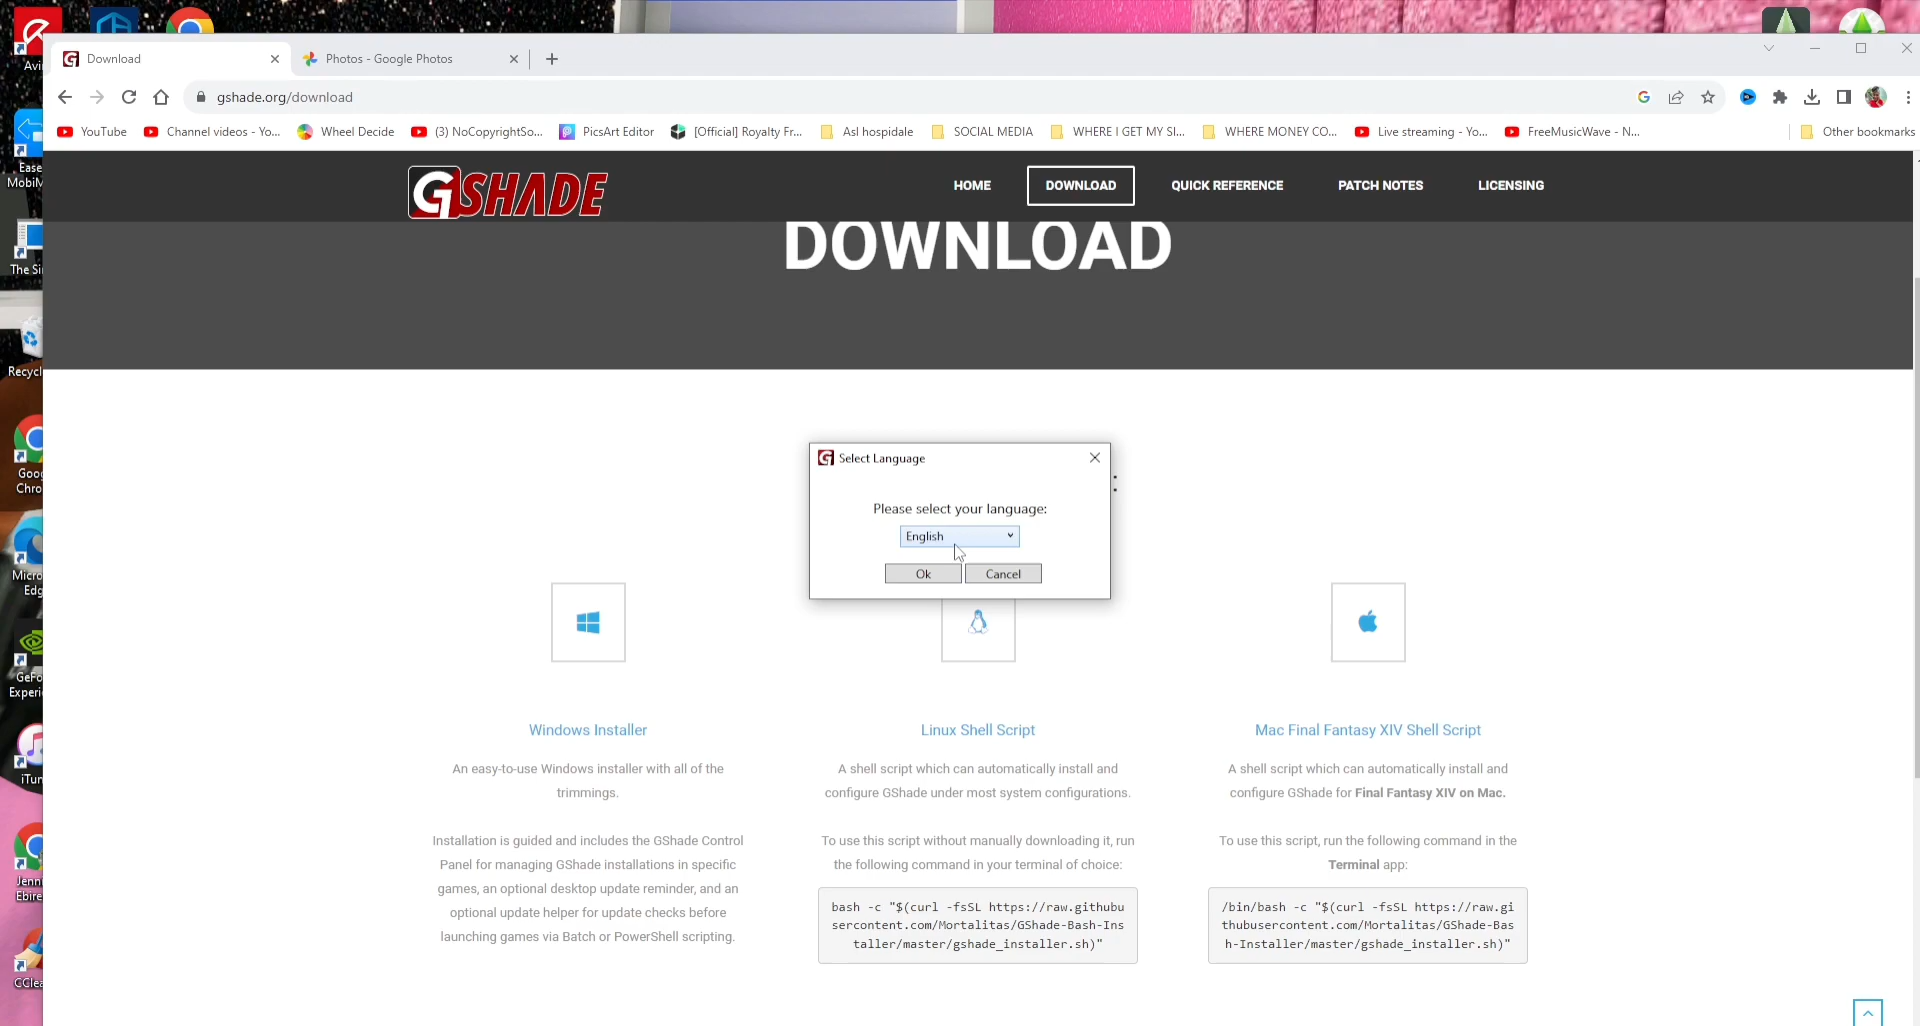 Download
Photos - Google Photos
gshade.org/download
YouTube
Channel videos - Yo...
Wheel Decide
(3) NoCopyrightSo...
PicsArt Editor
[Official] Royalty Fr...
Asl hospidale
SOCIAL MEDIA
WHERE I GET MY SI...
WHERE MONEY CO...
Live streaming - Yo...
FreeMusicWave - N...
Other bookmarks
GSHADE
HOME
DOWNLOAD
QUICK REFERENCE
PATCH NOTES
LICENSING
DOWNLOAD
Select Language
:
Please select your language:
English
Ok
Cancel
Windows Installer
An easy-to-use Windows installer with all of the
trimmings.
Installation is guided and includes the GShade Control
Panel for managing GShade installations in specific
games, an optional desktop update reminder, and an
optional update helper for update checks before
launching games via Batch or PowerShell scripting.
Linux Shell Script
A shell script which can automatically install and
configure GShade under most system configurations.
To use this script without manually downloading it, run
the following command in your terminal of choice:
bash -c "$(curl -fsSL https://raw.githubu
sercontent.com/Mortalitas/GShade-Bash-Ins
taller/master/gshade_installer.sh)"
Mac Final Fantasy XIV Shell Script
A shell script which can automatically install and
configure GShade for Final Fantasy XIV on Mac.
To use this script, run the following command in the
Terminal app:
/bin/bash -c "$(curl -fsSL https://raw.gi
thubusercontent.com/Mortalitas/GShade-Bas
h-Installer/master/gshade_installer.sh)"
Avir
Ease
MobiM
The Sir
Recycl
Goog
Chro
Micro
Edg
GeFo
Experi
iTun
Jenni
Ebire
CClea